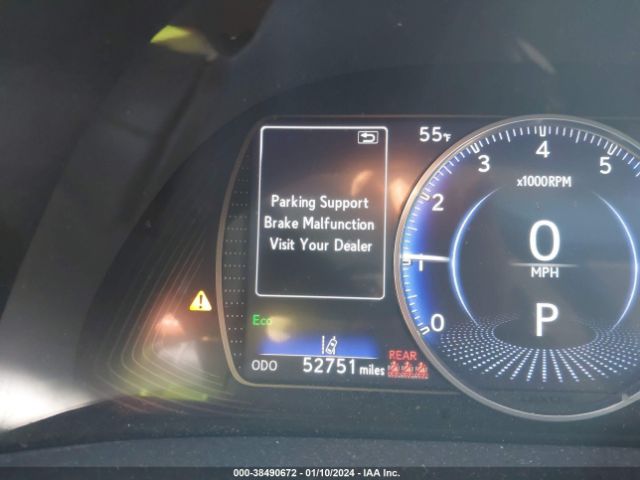 55°F
Parking Support
Brake Malfunction
Visit Your Dealer
Eco
ODO 52751 miles
REAR
0 1 2 3 4 5
x1000RPM
0
MPH
P
000-38490672 - 01/10/2024 - IAA Inc.